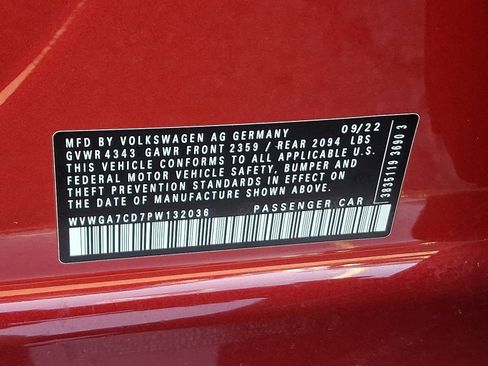 MFD BY VOLKSWAGEN AG GERMANY 09/22
GVWR 4343 GAWR FRONT 2359 / REAR 2094 LBS
THIS VEHICLE CONFORMS TO ALL APPLICABLE U.S.
FEDERAL MOTOR VEHICLE SAFETY, BUMPER AND
THEFT PREVENTION STANDARDS IN EFFECT ON
THE DATE OF MANUFACTURE SHOWN ABOVE.
WVWGA7CD7PW132036 PASSENGER CAR
3835119 3690 3